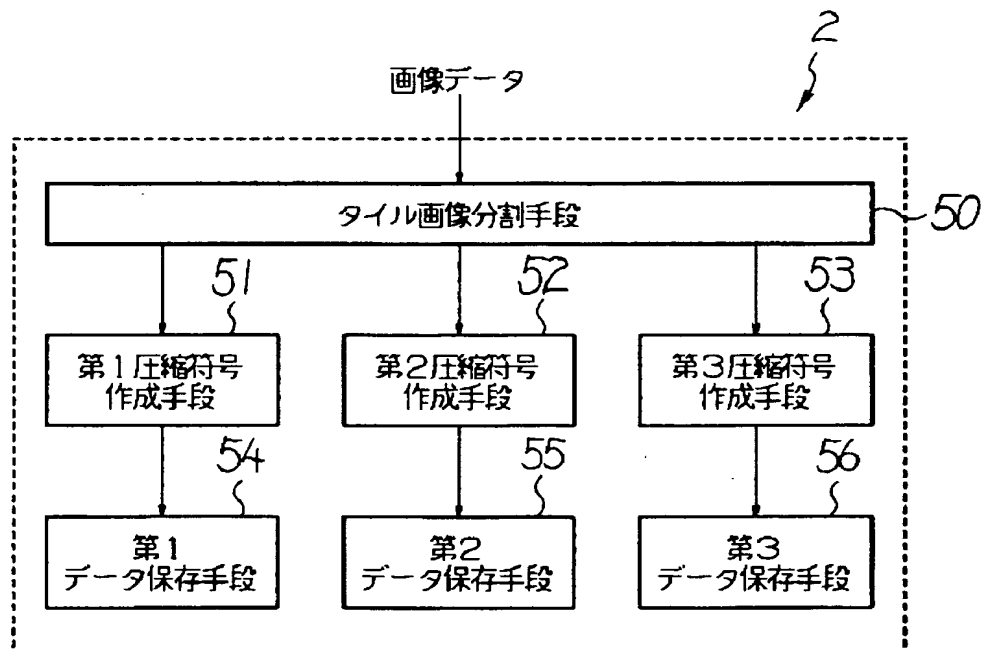 2
画像データ
タイル画像分割手段
50
51
52
53
第1圧縮符号
作成手段
第2圧縮符号
作成手段
第3圧縮符号
作成手段
54
55
56
第1
データ保存手段
第2
データ保存手段
第3
データ保存手段